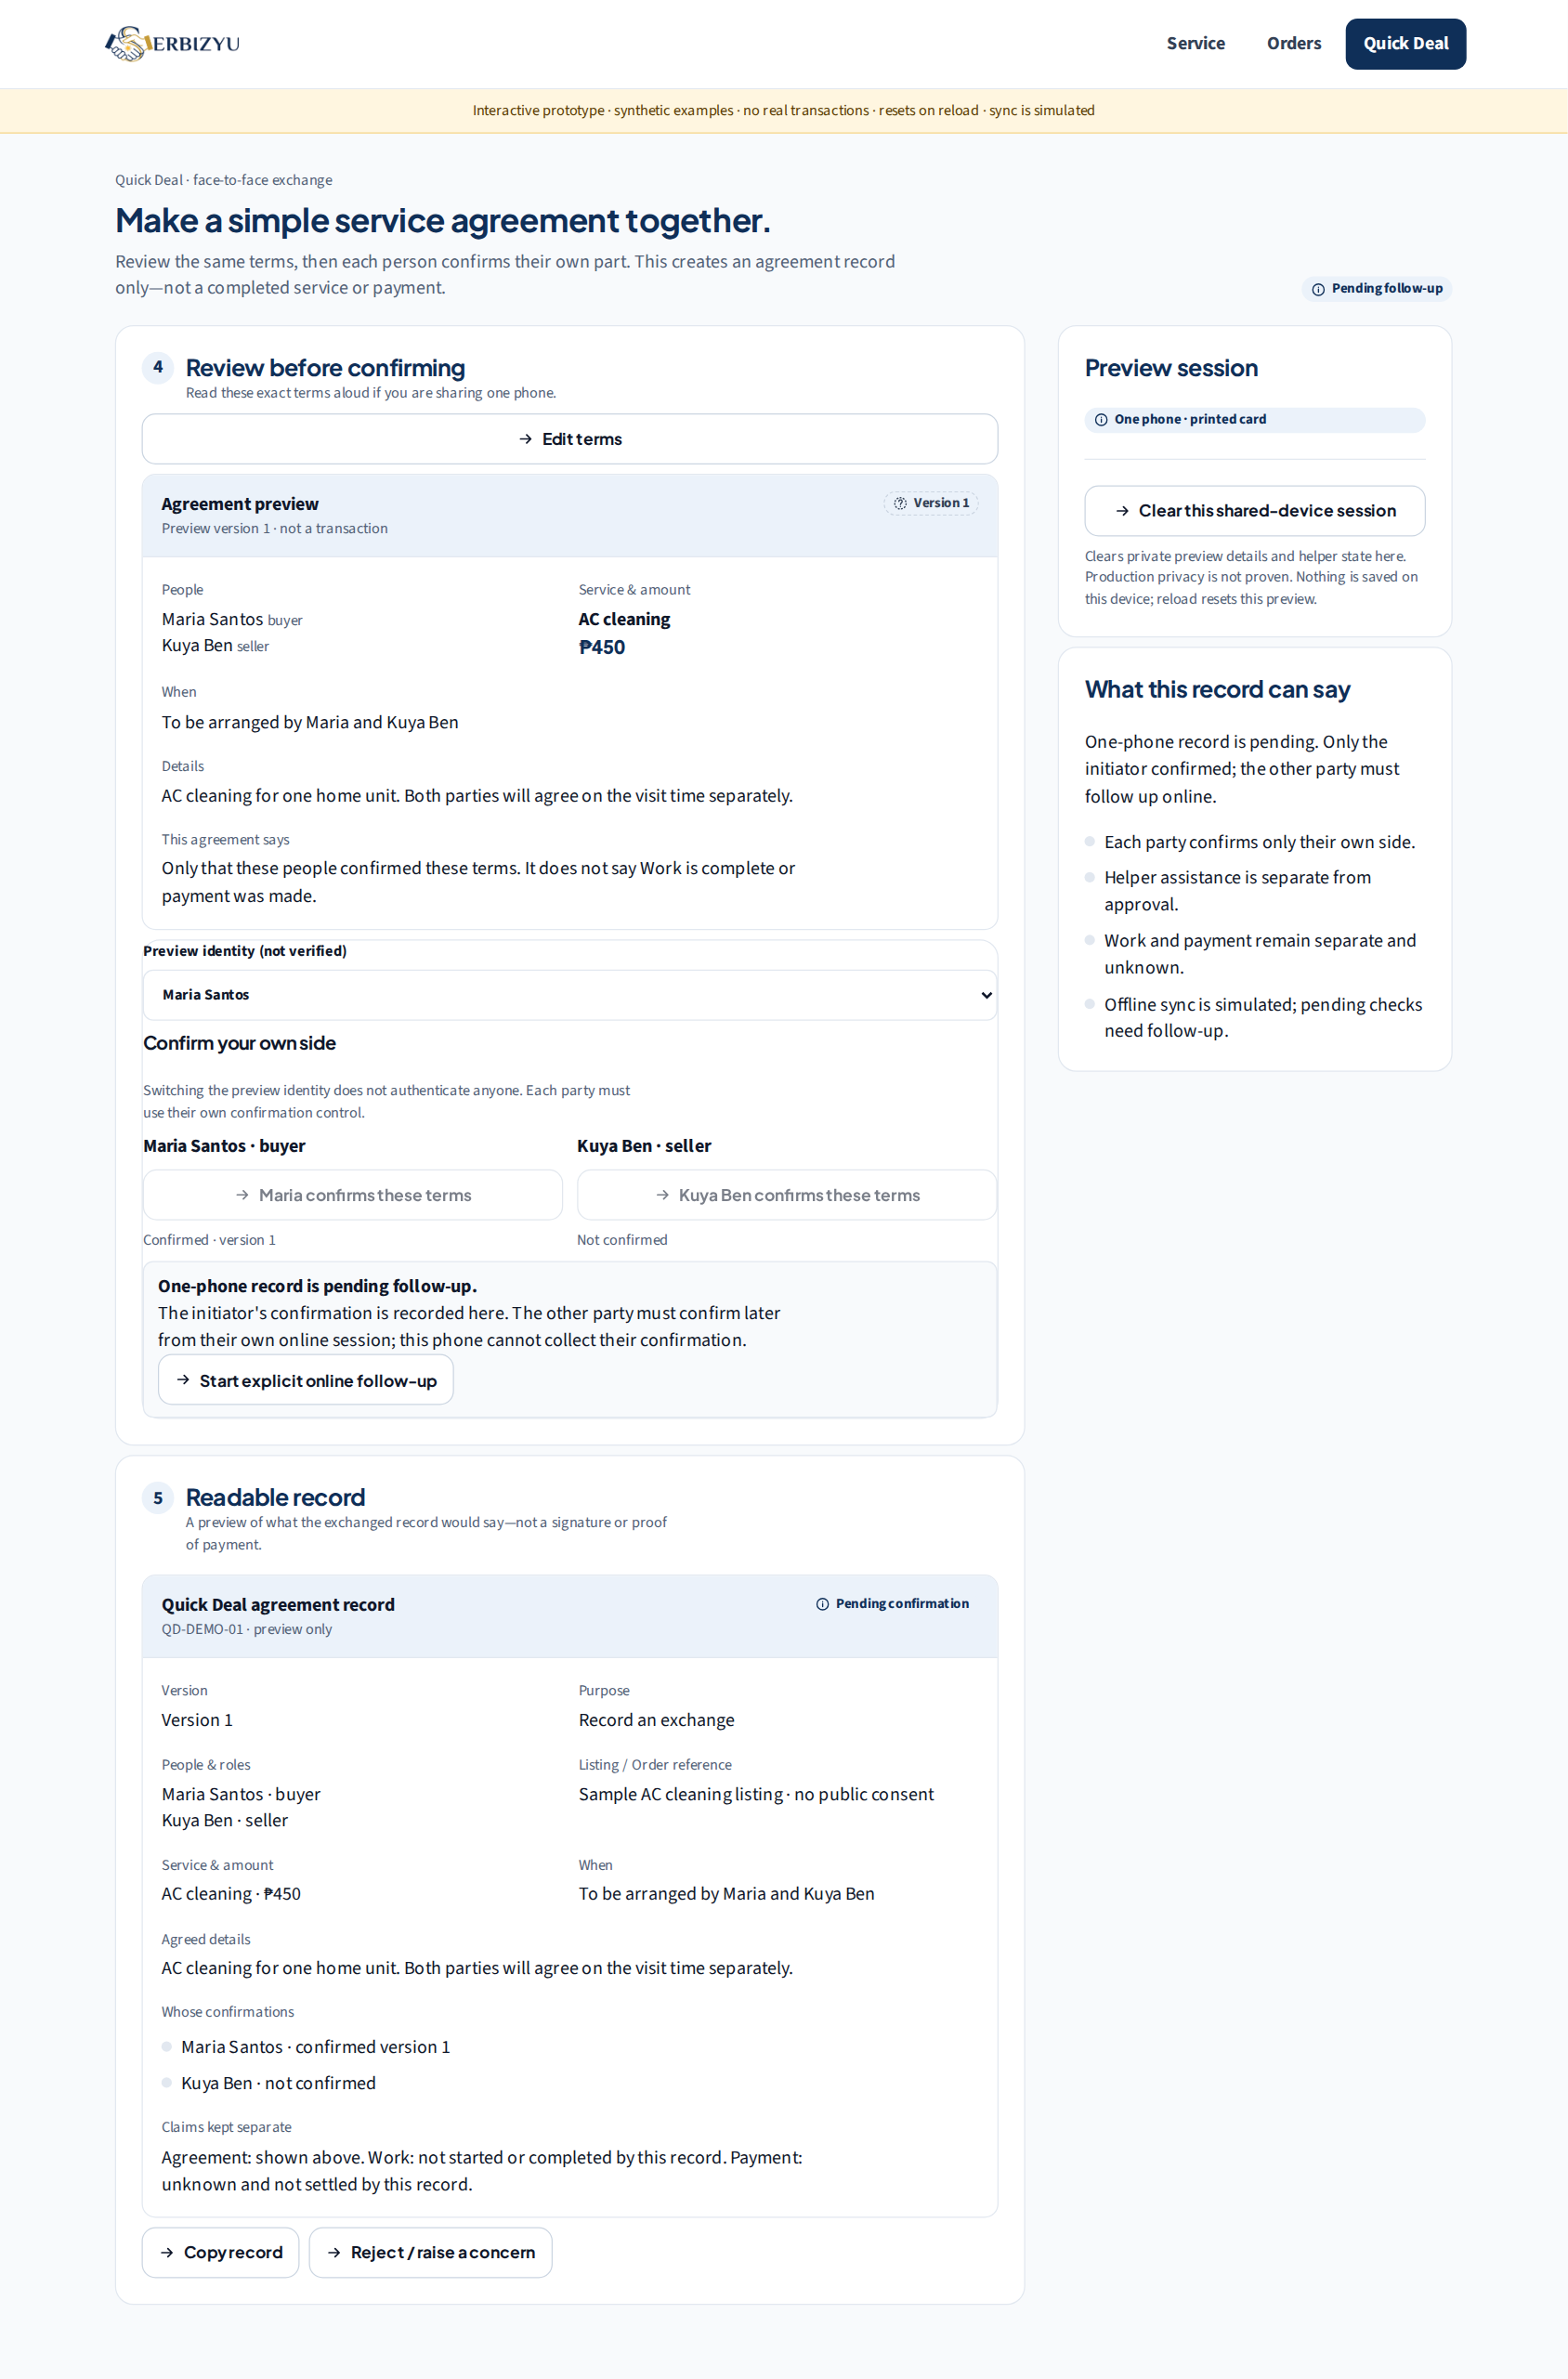 ERBIZYU
Service
Orders
Quick Deal
Interactive prototype · synthetic examples · no real transactions · resets on reload · sync is simulated
Quick Deal · face-to-face exchange
Make a simple service agreement together.
Review the same terms, then each person confirms their own part. This creates an agreement record
only—not a completed service or payment.
Pending follow-up
4
Review before confirming
Read these exact terms aloud if you are sharing one phone.
Edit terms
Agreement preview
Preview version 1 · not a transaction
Version 1
People
Maria Santos buyer
Kuya Ben seller
Service & amount
AC cleaning
₱450
When
To be arranged by Maria and Kuya Ben
Details
AC cleaning for one home unit. Both parties will agree on the visit time separately.
This agreement says
Only that these people confirmed these terms. It does not say Work is complete or
payment was made.
Preview identity (not verified)
Maria Santos
Confirm your own side
Switching the preview identity does not authenticate anyone. Each party must
use their own confirmation control.
Maria Santos · buyer
Maria confirms these terms
Confirmed · version 1
Kuya Ben · seller
Kuya Ben confirms these terms
Not confirmed
One-phone record is pending follow-up.
The initiator's confirmation is recorded here. The other party must confirm later
from their own online session; this phone cannot collect their confirmation.
Start explicit online follow-up
5
Readable record
A preview of what the exchanged record would say—not a signature or proof
of payment.
Quick Deal agreement record
QD-DEMO-01 · preview only
Pending confirmation
Version
Version 1
Purpose
Record an exchange
People & roles
Maria Santos · buyer
Kuya Ben · seller
Listing / Order reference
Sample AC cleaning listing · no public consent
Service & amount
AC cleaning · ₱450
When
To be arranged by Maria and Kuya Ben
Agreed details
AC cleaning for one home unit. Both parties will agree on the visit time separately.
Whose confirmations
Maria Santos · confirmed version 1
Kuya Ben · not confirmed
Claims kept separate
Agreement: shown above. Work: not started or completed by this record. Payment:
unknown and not settled by this record.
Copy record
Reject / raise a concern
Preview session
One phone · printed card
Clear this shared-device session
Clears private preview details and helper state here.
Production privacy is not proven. Nothing is saved on
this device; reload resets this preview.
What this record can say
One-phone record is pending. Only the
initiator confirmed; the other party must
follow up online.
Each party confirms only their own side.
Helper assistance is separate from
approval.
Work and payment remain separate and
unknown.
Offline sync is simulated; pending checks
need follow-up.